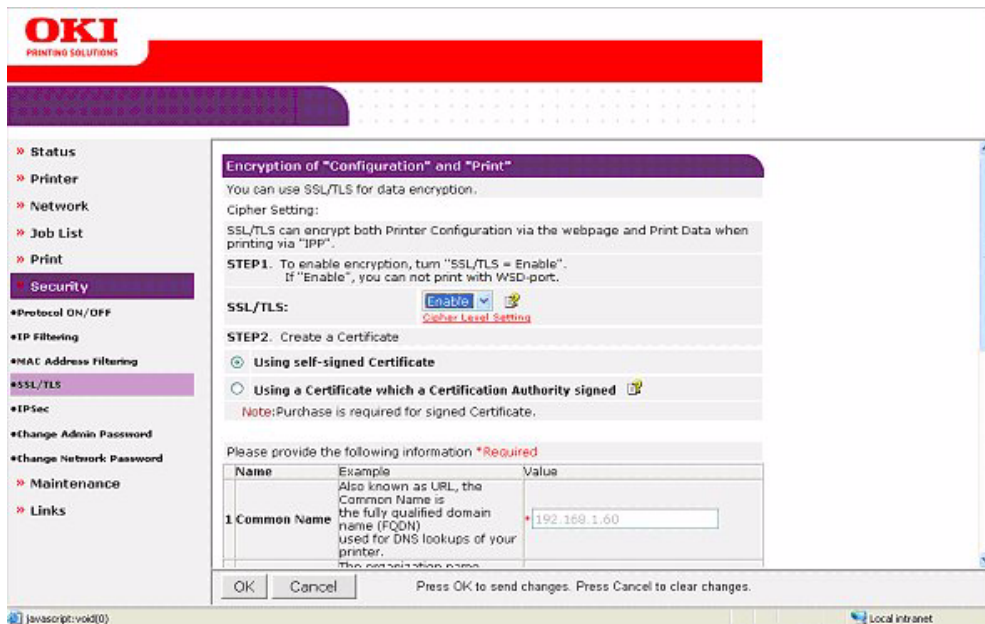 OKI
PRINTING SOLUTIONS
» Status
» Printer
» Network
» Job List
» Print
Security
•Protocol ON/OFF
•IP Filtering
•MAC Address Filtering
•SSL/TLS
•IPSec
•Change Admin Password
•Change Network Password
» Maintenance
» Links
Encryption of "Configuration" and "Print"
You can use SSL/TLS for data encryption.
Cipher Setting:
SSL/TLS can encrypt both Printer Configuration via the webpage and Print Data when
printing via "IPP".
STEP1. To enable encryption, turn "SSL/TLS = Enable".
If "Enable", you can not print with WSD-port.
SSL/TLS: Enable
Cipher Level Setting
STEP2. Create a Certificate
Using self-signed Certificate
Using a Certificate which a Certification Authority signed
Note:Purchase is required for signed Certificate.
Please provide the following information *Required
Name Example Value
1 Common Name Also known as URL, the
Common Name is
the fully qualified domain
name (FQDN)
used for DNS lookups of your
printer.
* 192.168.1.60
The organization name
OK Cancel Press OK to send changes. Press Cancel to clear changes.
javascript:void(0) Local intranet